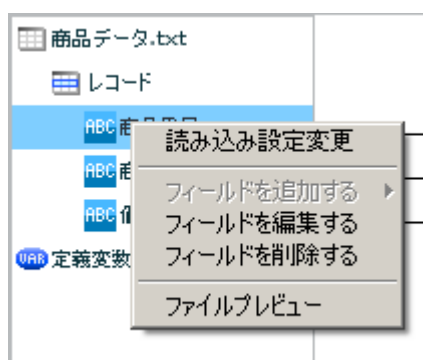 商品データ.txt
レコード
ABC
読み込み設定変更
ABC
フィールドを追加する
ABC
フィールドを編集する
VAR 定義変数
フィールドを削除する
ファイルプレビュー